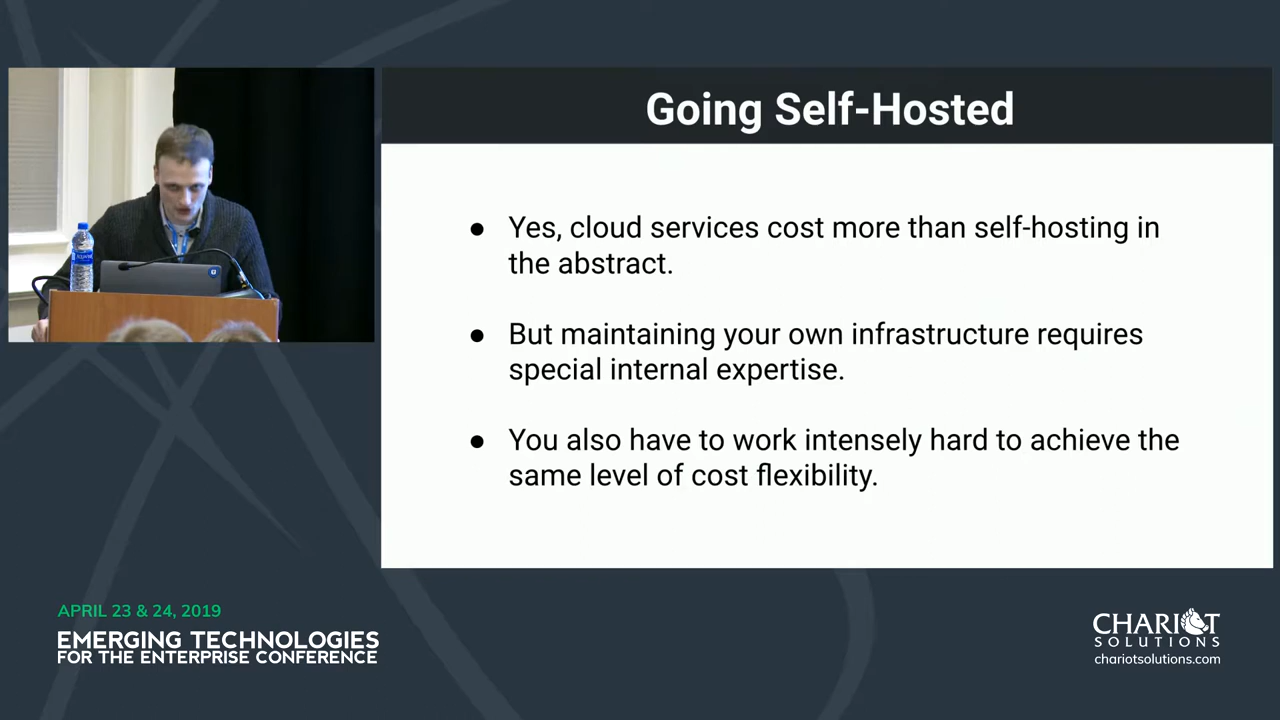 Going Self-Hosted
● Yes, cloud services cost more than self-hosting in
the abstract.
● But maintaining your own infrastructure requires
special internal expertise.
● You also have to work intensely hard to achieve the
same level of cost flexibility.
APRIL 23 & 24, 2019
EMERGING TECHNOLOGIES
FOR THE ENTERPRISE CONFERENCE
CHARIOT
SOLUTIONS
chariotsolutions.com